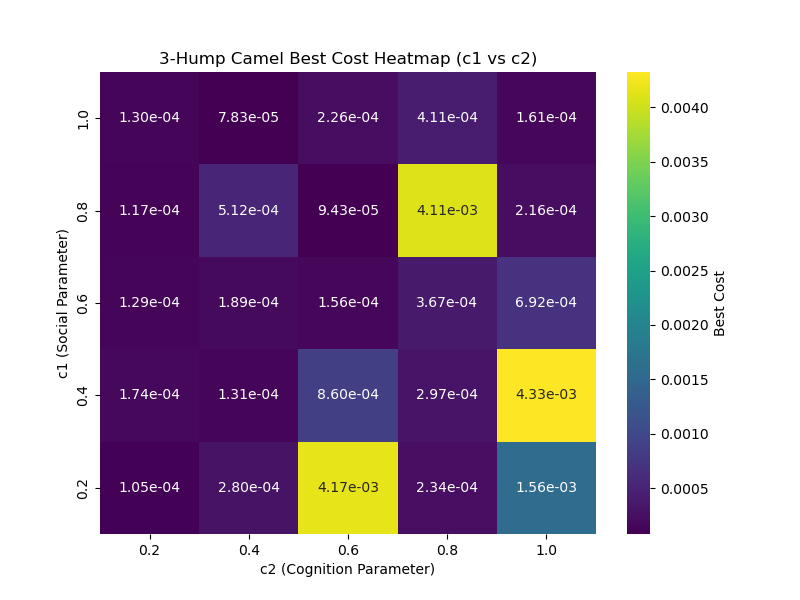 3-Hump Camel Best Cost Heatmap (c1 vs c2)
c1 (Social Parameter)
1.0 1.30e-04 7.83e-05 2.26e-04 4.11e-04 1.61e-04
0.8 1.17e-04 5.12e-04 9.43e-05 4.11e-03 2.16e-04
0.6 1.29e-04 1.89e-04 1.56e-04 3.67e-04 6.92e-04
0.4 1.74e-04 1.31e-04 8.60e-04 2.97e-04 4.33e-03
0.2 1.05e-04 2.80e-04 4.17e-03 2.34e-04 1.56e-03
0.2 0.4 0.6 0.8 1.0
c2 (Cognition Parameter)
0.0040
0.0035
0.0030
0.0025
0.0020
0.0015
0.0010
0.0005
Best Cost